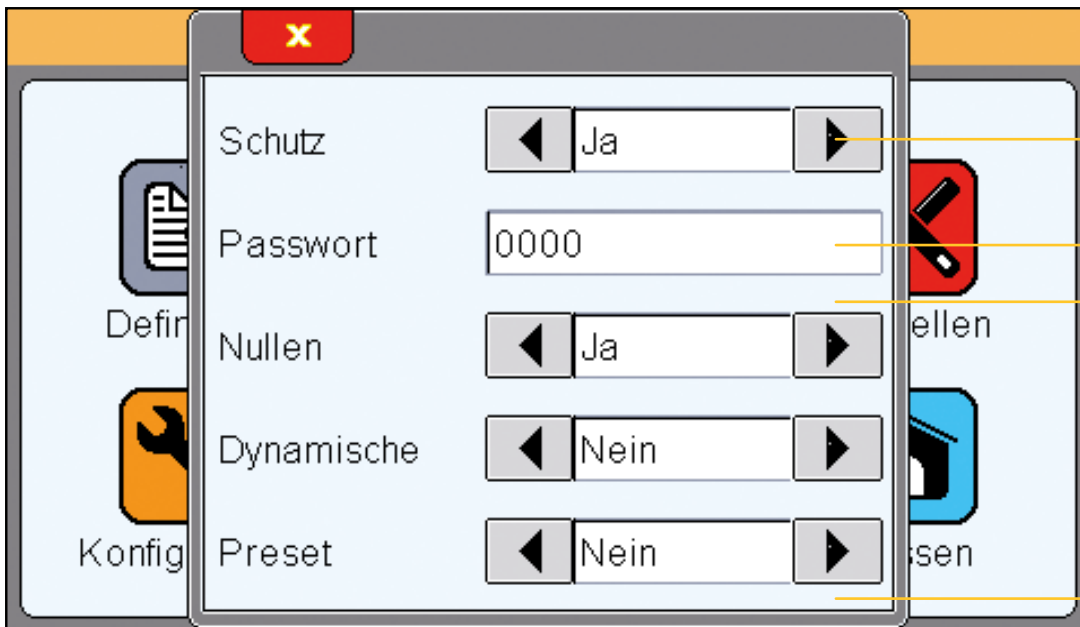 x
Schutz
Ja
Passwort
0000
Defin
Nullen
Ja
ellen
Dynamische
Nein
Konfig
Preset
Nein
ssen